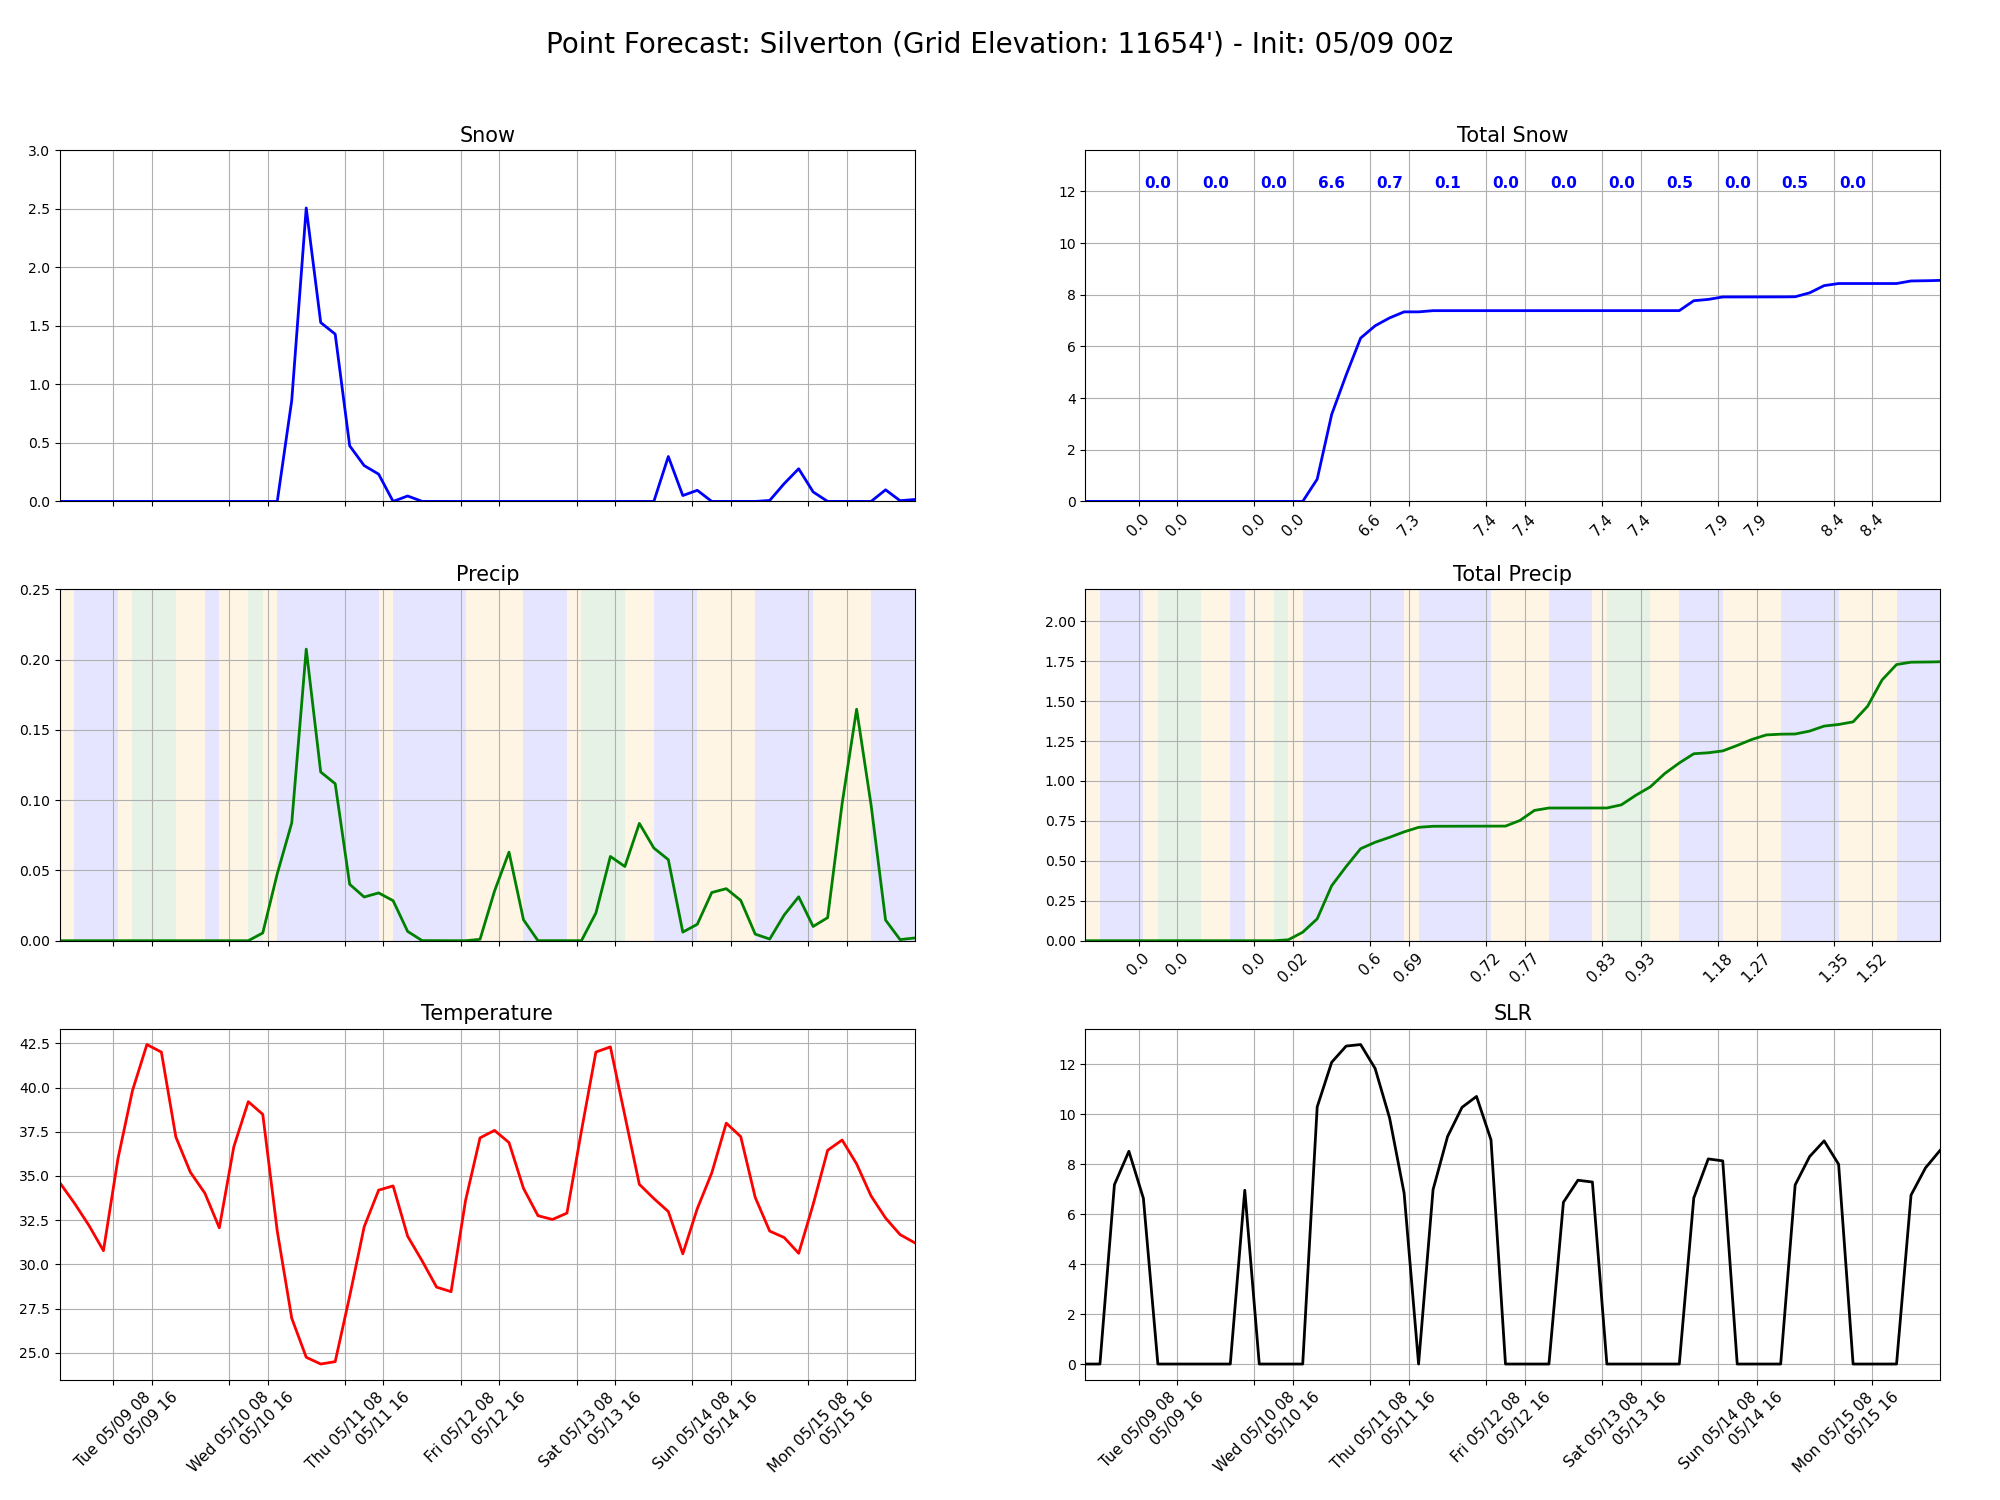 Point Forecast: Silverton (Grid Elevation: 11654') - Init: 05/09 00z
Snow
3.0
2.5
2.0
1.5
1.0
0.5
0.0
Total Snow
0.0 0.0 0.0 6.6 0.7 0.1 0.0 0.0 0.0 0.5 0.0 0.5 0.0
12
10
8
6
4
2
0
0.0 0.0 0.0 0.0 6.6 7.3 7.4 7.4 7.4 7.4 7.9 7.9 8.4 8.4
Precip
0.25
0.20
0.15
0.10
0.05
0.00
Total Precip
2.00
1.75
1.50
1.25
1.00
0.75
0.50
0.25
0.00
0.0 0.0 0.0 0.02 0.6 0.69 0.72 0.77 0.83 0.93 1.18 1.27 1.35 1.52
Temperature
42.5
40.0
37.5
35.0
32.5
30.0
27.5
25.0
Tue 05/09 08
05/09 16
Wed 05/10 08
05/10 16
Thu 05/11 08
05/11 16
Fri 05/12 08
05/12 16
Sat 05/13 08
05/13 16
Sun 05/14 08
05/14 16
Mon 05/15 08
05/15 16
SLR
12
10
8
6
4
2
0
Tue 05/09 08
05/09 16
Wed 05/10 08
05/10 16
Thu 05/11 08
05/11 16
Fri 05/12 08
05/12 16
Sat 05/13 08
05/13 16
Sun 05/14 08
05/14 16
Mon 05/15 08
05/15 16